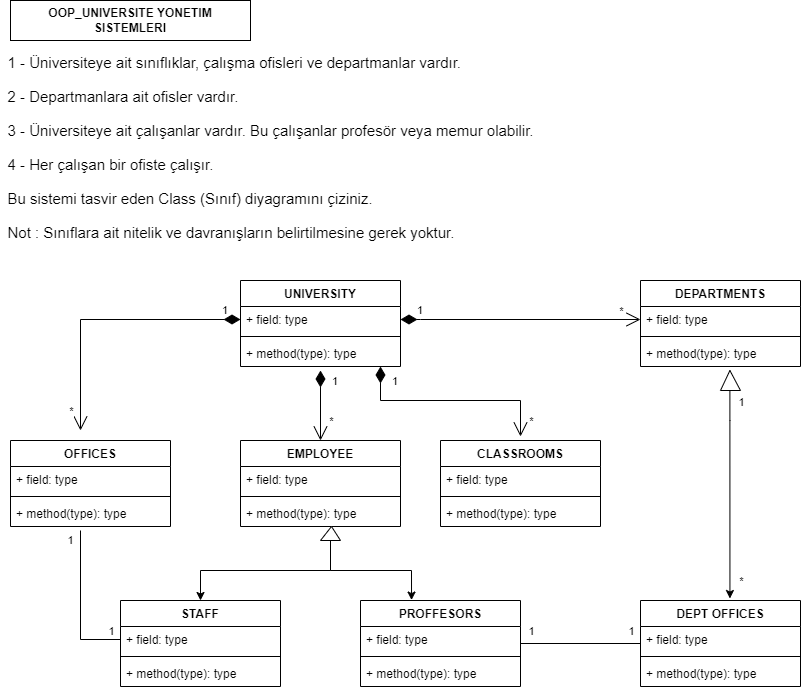 OOP_UNIVERSITE YONETIM
SISTEMLERI
1 - Üniversiteye ait sınıflıklar, çalışma ofisleri ve departmanlar vardır.
2 - Departmanlara ait ofisler vardır.
3 - Üniversiteye ait çalışanlar vardır. Bu çalışanlar profesör veya memur olabilir.
4 - Her çalışan bir ofiste çalışır.
Bu sistemi tasvir eden Class (Sınıf) diyagramını çiziniz.
Not : Sınıflara ait nitelik ve davranışların belirtilmesine gerek yoktur.
UNIVERSITY
+ field: type
+ method(type): type
DEPARTMENTS
+ field: type
+ method(type): type
1
1
*
1
1
1
*
*
*
OFFICES
+ field: type
+ method(type): type
EMPLOYEE
+ field: type
+ method(type): type
CLASSROOMS
+ field: type
+ method(type): type
1
*
1
1
1
STAFF
+ field: type
+ method(type): type
PROFFESORS
+ field: type
+ method(type): type
1
DEPT OFFICES
+ field: type
+ method(type): type